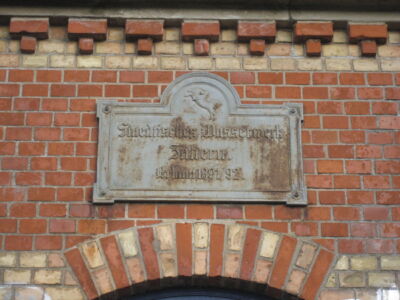 Städtisches Wasserwerk
erbaut 1891/92.